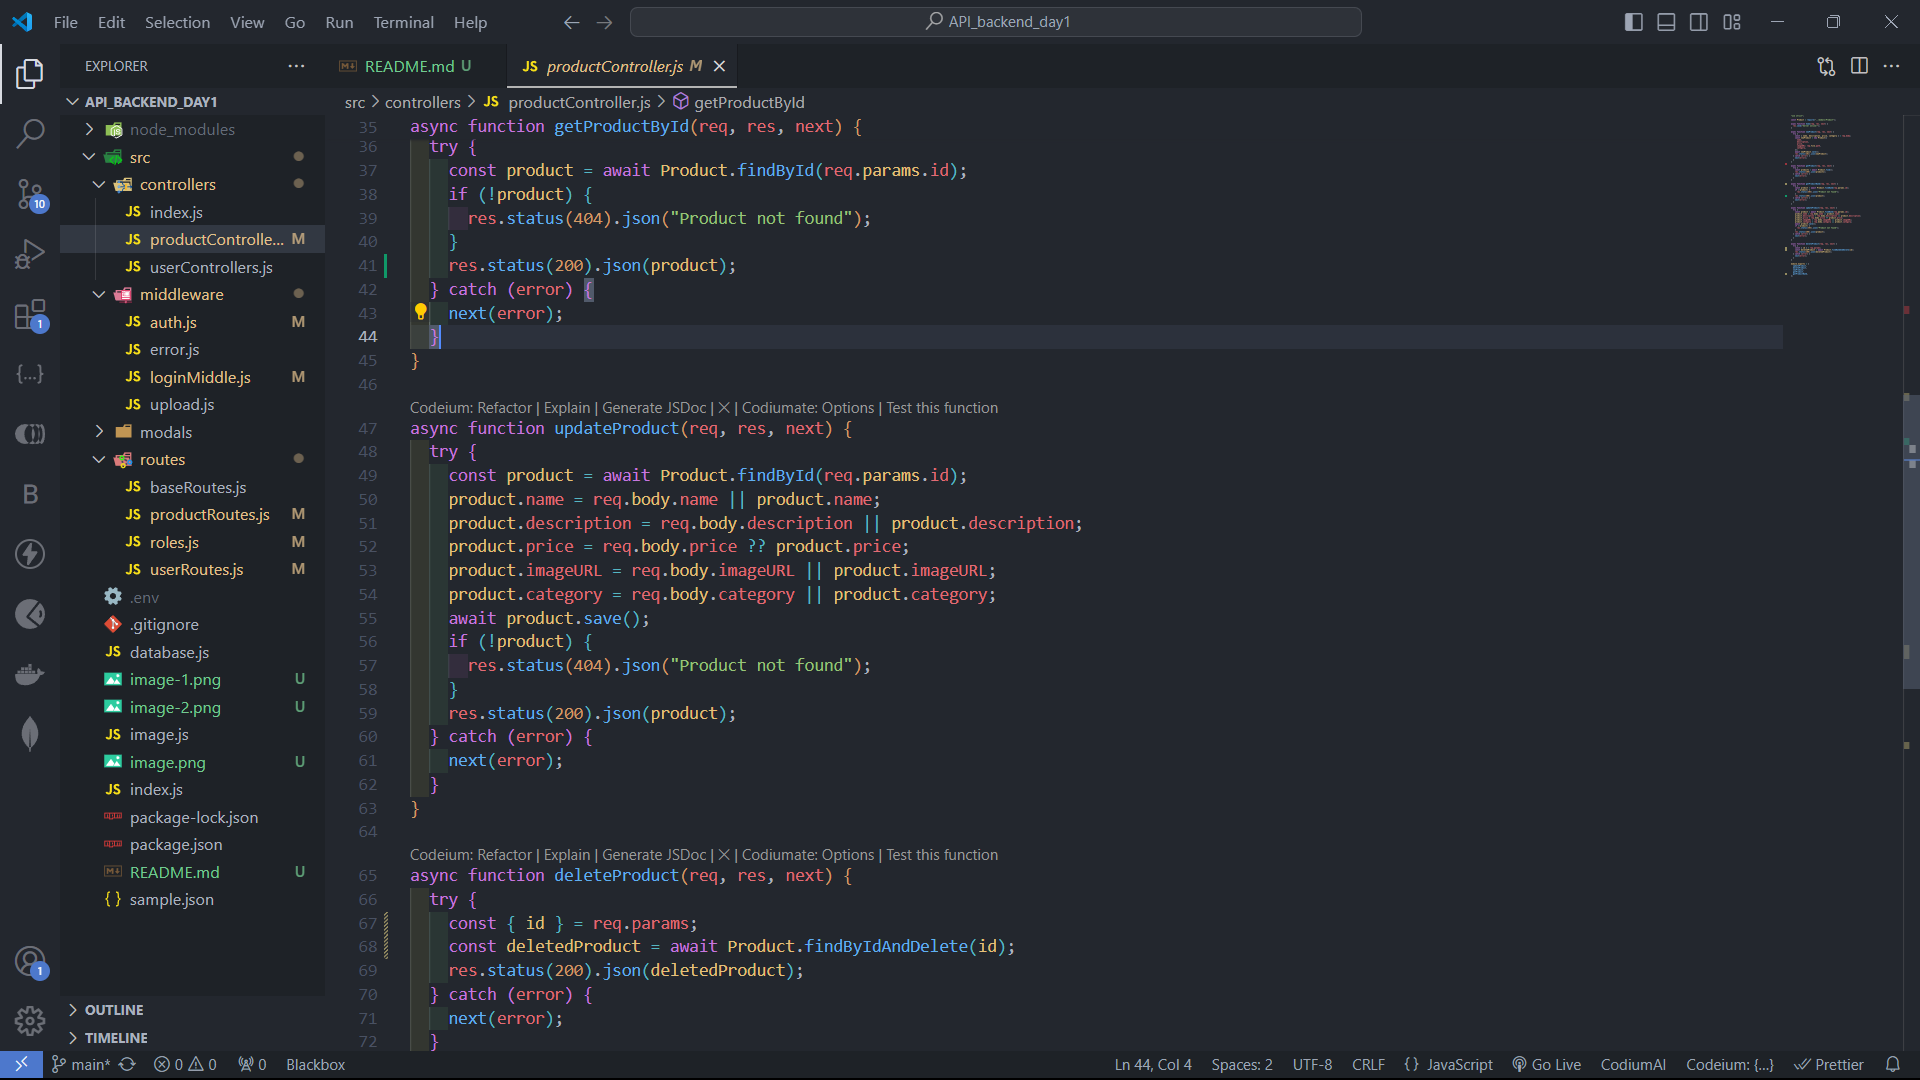 File Edit Selection View Go Run Terminal Help
API_backend_day1
EXPLORER
README.md U
JS productController.js M
src > controllers > JS productController.js > getProductById
API_BACKEND_DAY1
node_modules
src
controllers
JS index.js
JS productControlle... M
JS userControllers.js
middleware
JS auth.js M
JS error.js
JS loginMiddle.js M
JS upload.js
modals
routes
JS baseRoutes.js
JS productRoutes.js M
JS roles.js M
JS userRoutes.js M
.env
.gitignore
JS database.js
image-1.png U
image-2.png U
JS image.js
image.png U
JS index.js
package-lock.json
package.json
README.md U
{} sample.json
OUTLINE
TIMELINE
10
1
B
1
35 async function getProductById(req, res, next) {
36 try {
37 const product = await Product.findById(req.params.id);
38 if (!product) {
39 res.status(404).json("Product not found");
40 }
41 res.status(200).json(product);
42 } catch (error) {
43 next(error);
44 }
45 }
46
Codeium: Refactor | Explain | Generate JSDoc | X | Codiumate: Options | Test this function
47 async function updateProduct(req, res, next) {
48 try {
49 const product = await Product.findById(req.params.id);
50 product.name = req.body.name || product.name;
51 product.description = req.body.description || product.description;
52 product.price = req.body.price ?? product.price;
53 product.imageURL = req.body.imageURL || product.imageURL;
54 product.category = req.body.category || product.category;
55 await product.save();
56 if (!product) {
57 res.status(404).json("Product not found");
58 }
59 res.status(200).json(product);
60 } catch (error) {
61 next(error);
62 }
63 }
64
Codeium: Refactor | Explain | Generate JSDoc | X | Codiumate: Options | Test this function
65 async function deleteProduct(req, res, next) {
66 try {
67 const { id } = req.params;
68 const deletedProduct = await Product.findByIdAndDelete(id);
69 res.status(200).json(deletedProduct);
70 } catch (error) {
71 next(error);
72 }
main* 0 0 0 Blackbox
Ln 44, Col 4 Spaces: 2 UTF-8 CRLF {} JavaScript Go Live CodiumAI Codeium: {...} Prettier